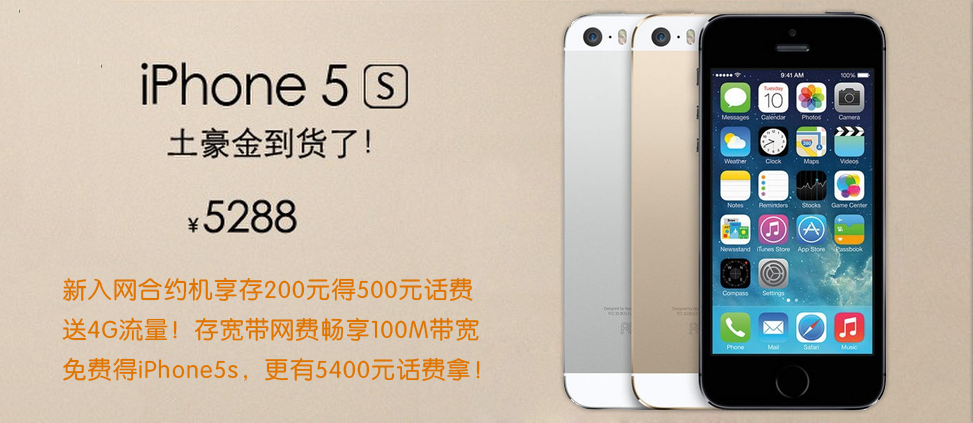 iPhone 5 S
土豪金到货了！
¥5288
新入网合约机享存200元得500元话费
送4G流量！存宽带网费畅享100M带宽
免费得iPhone5s，更有5400元话费拿！
9:41 AM 100%
Messages Calendar Photos Camera
Tuesday
10
Weather Clock Maps Videos
280
Notes Reminders Stocks Game Center
Newsstand iTunes Store App Store Passbook
Compass Settings
Phone Mail Safari Music